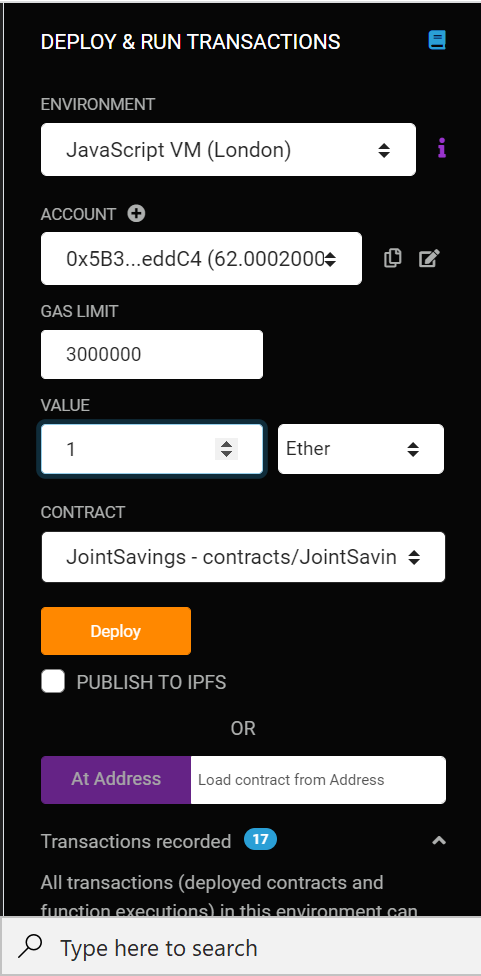 DEPLOY & RUN TRANSACTIONS
ENVIRONMENT
JavaScript VM (London)
ACCOUNT
0x5B3...eddC4 (62.0002000
GAS LIMIT
3000000
VALUE
1 Ether
CONTRACT
JointSavings - contracts/JointSavin
Deploy
PUBLISH TO IPFS
OR
At Address Load contract from Address
Transactions recorded 17
All transactions (deployed contracts and
function executions) in this environment can
Type here to search